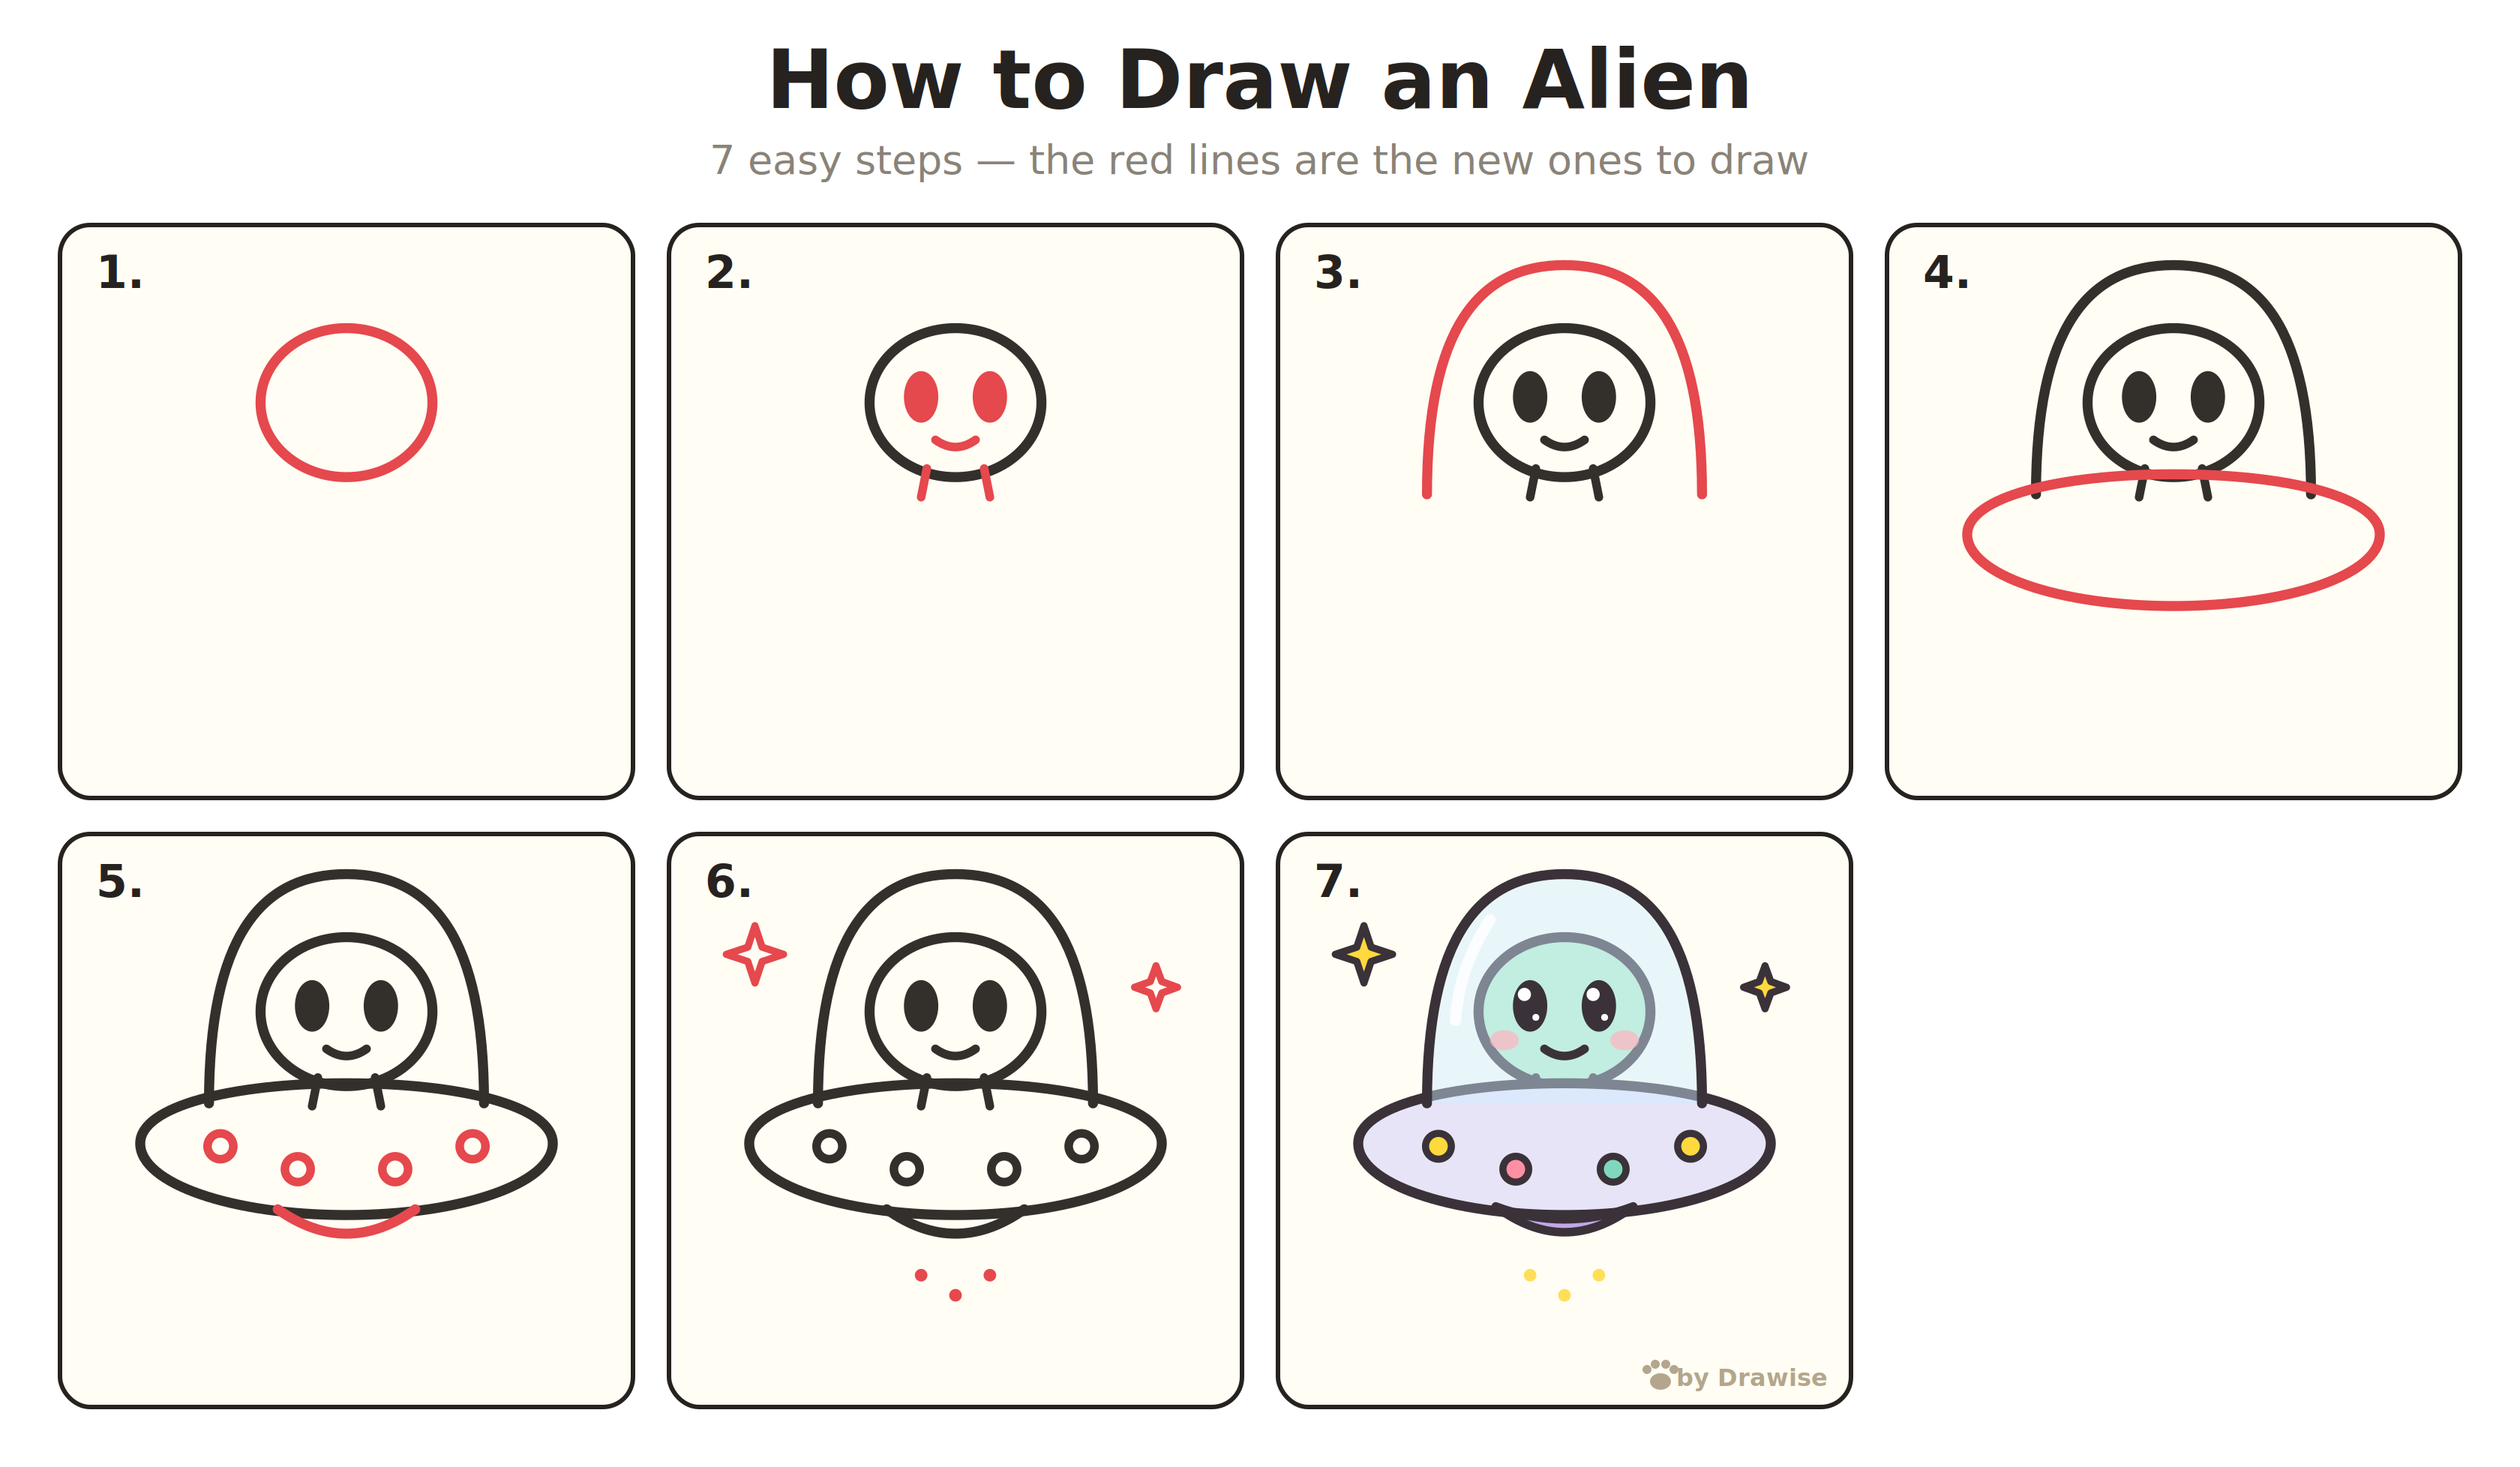 How to Draw an Alien
7 easy steps — the red lines are the new ones to draw
1.
2.
3.
4.
5.
6.
7.
by Drawise